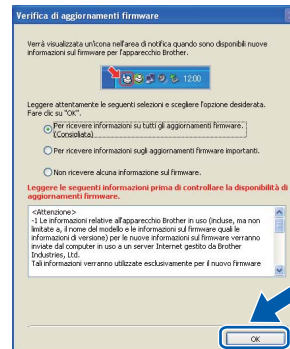 Verifica di aggiornamenti firmware
Verrà visualizzata un'icona nell'area di notifica quando sono disponibili nuove
informazioni sul firmware per l'apparecchio Brother.
12:00
Leggere attentamente le seguenti selezioni e scegliere l'opzione desiderata.
Fare clic su "OK".
Per ricevere informazioni su tutti gli aggiornamenti firmware.
(Consigliata)
Per ricevere informazioni sugli aggiornamenti firmware importanti.
Non ricevere alcuna informazione sul firmware.
Leggere le seguenti informazioni prima di controllare la disponibilità di
aggiornamenti firmware.
<Attenzione>
-1 Le informazioni relative all'apparecchio Brother in uso (incluse, ma non
limitate a, il nome del modello e le informazioni sul firmware quali le
informazioni di versione) per le nuove informazioni sul firmware verranno
inviate dal computer in uso a un server Internet gestito da Brother
Industries, Ltd.
Tali informazioni verranno utilizzate esclusivamente per il nuovo firmware
OK